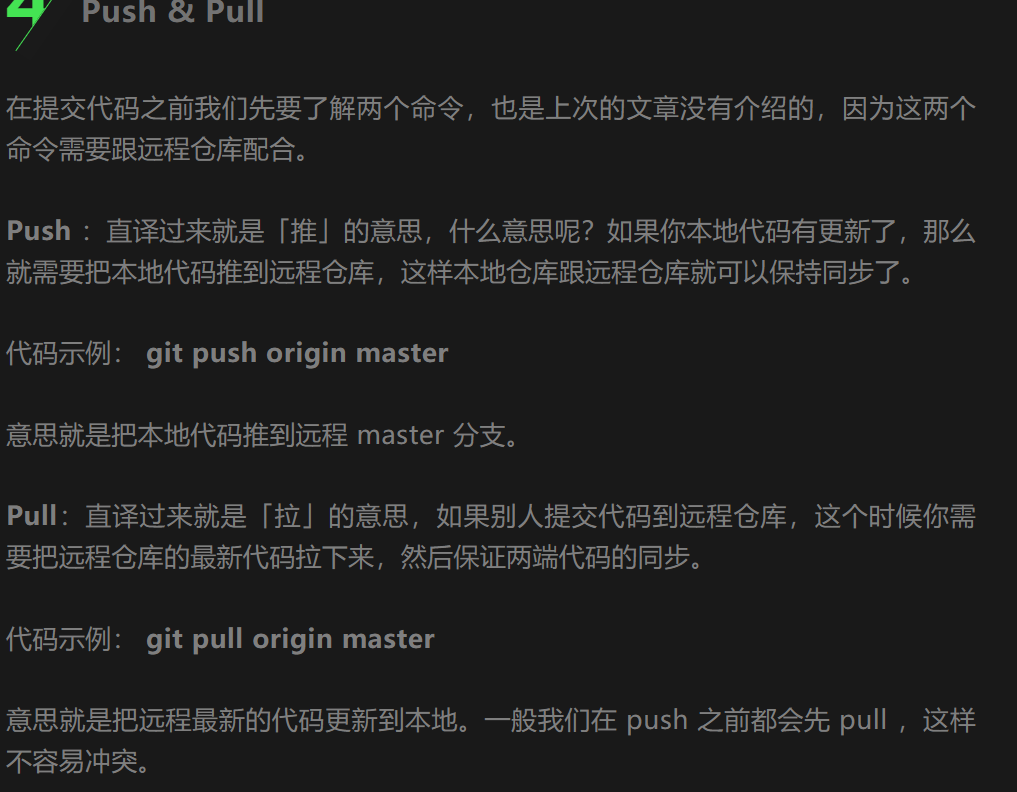 4 Push & Pull
在提交代码之前我们先要了解两个命令，也是上次的文章没有介绍的，因为这两个
命令需要跟远程仓库配合。
Push ：直译过来就是「推」的意思，什么意思呢？如果你本地代码有更新了，那么
就需要把本地代码推到远程仓库，这样本地仓库跟远程仓库就可以保持同步了。
代码示例： git push origin master
意思就是把本地代码推到远程 master 分支。
Pull：直译过来就是「拉」的意思，如果别人提交代码到远程仓库，这个时候你需
要把远程仓库的最新代码拉下来，然后保证两端代码的同步。
代码示例： git pull origin master
意思就是把远程最新的代码更新到本地。一般我们在 push 之前都会先 pull ，这样
不容易冲突。